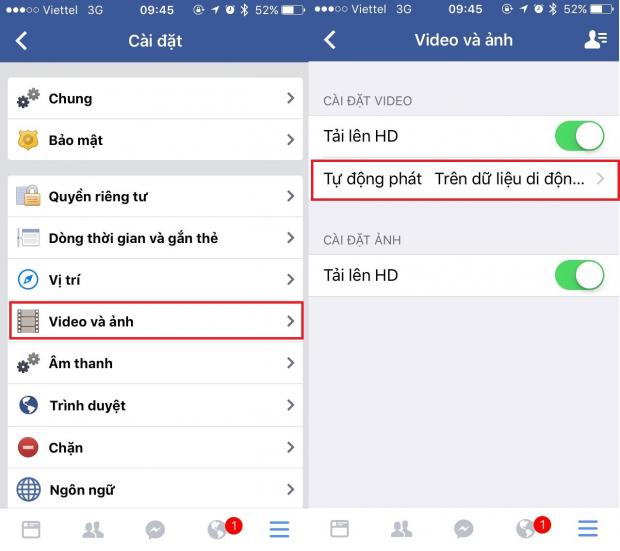 Viettel 3G 09:45 52%
Cài đặt
Chung
Bảo mật
Quyền riêng tư
Dòng thời gian và gắn thẻ
Vị trí
Video và ảnh
Âm thanh
Trình duyệt
Chặn
Ngôn ngữ
1
Viettel 3G 09:45 52%
Video và ảnh
CÀI ĐẶT VIDEO
Tải lên HD
Tự động phát Trên dữ liệu di độn...
CÀI ĐẶT ẢNH
Tải lên HD
1